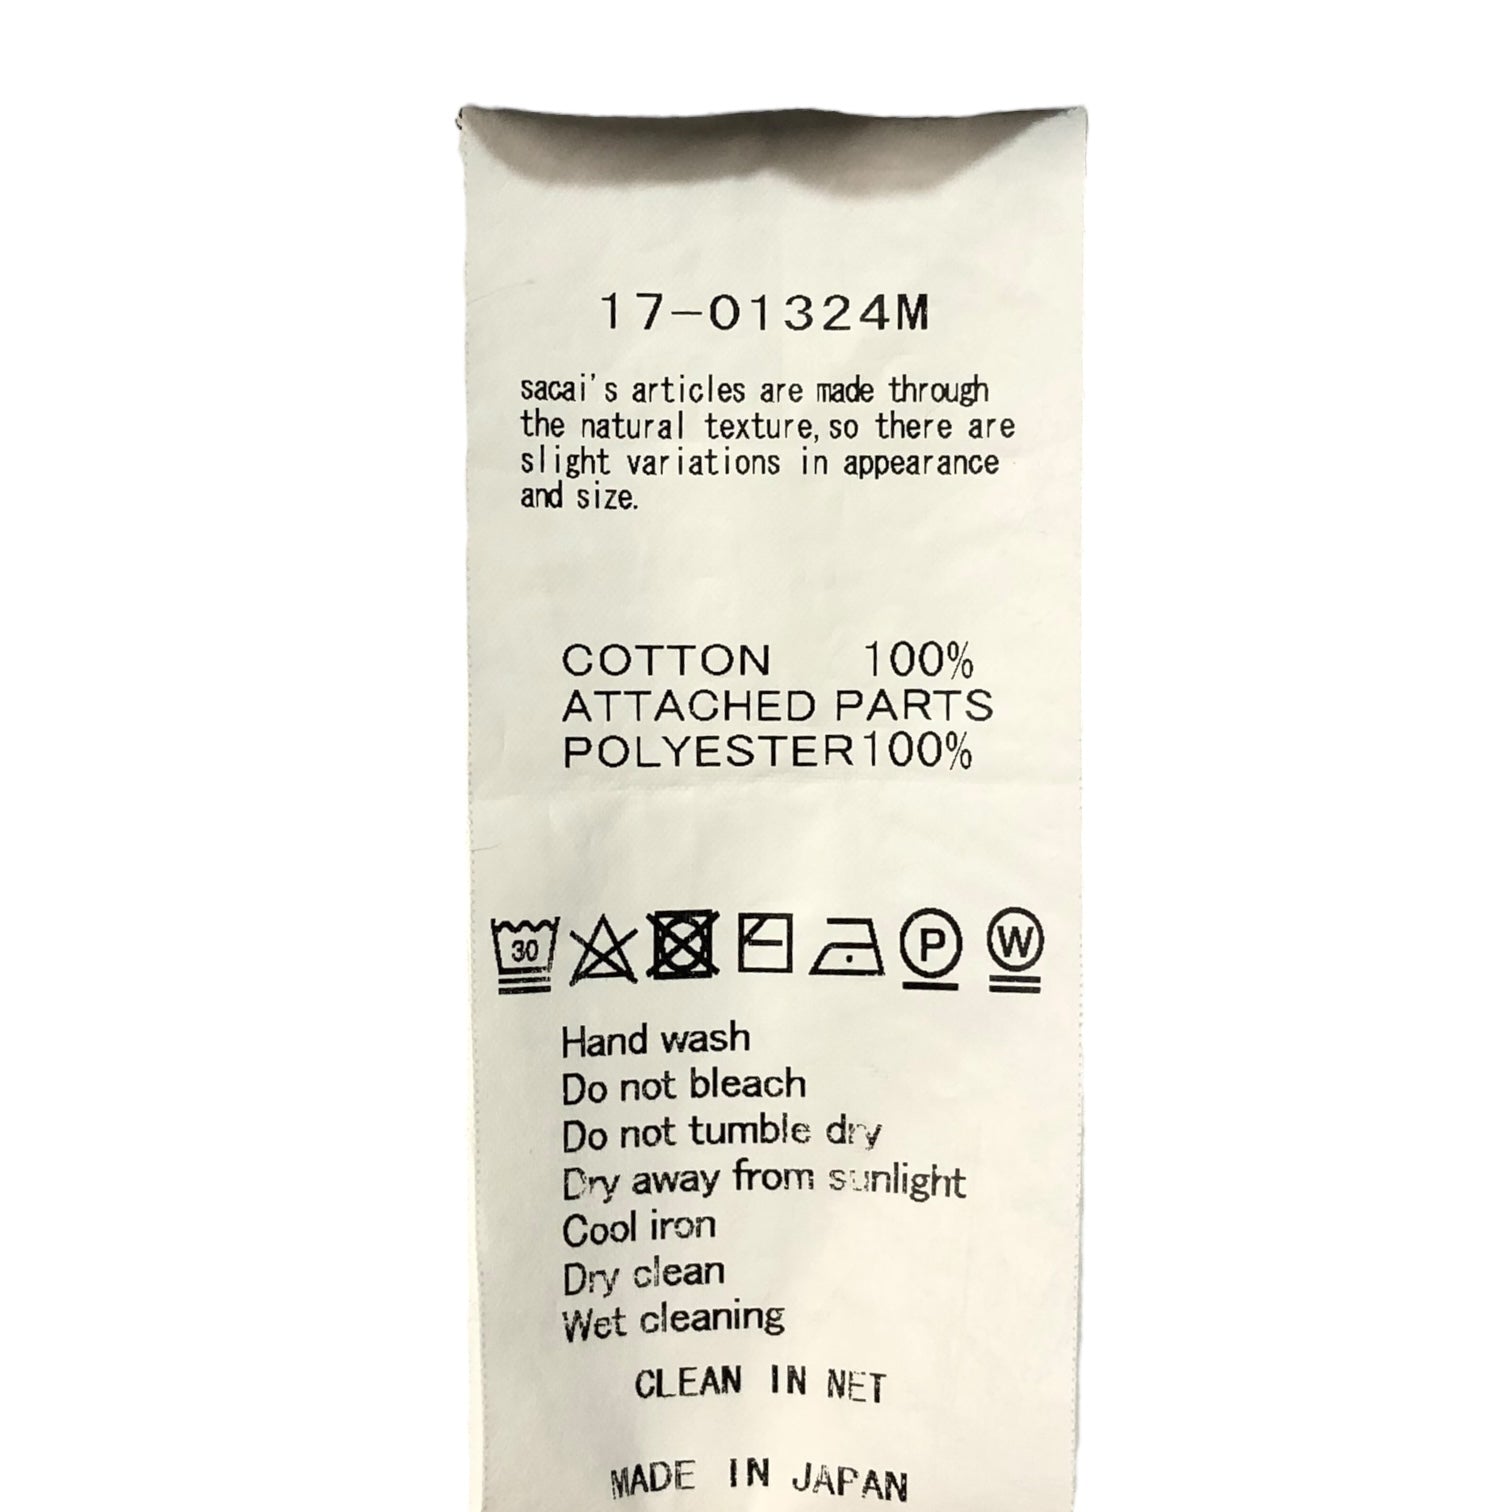 17-01324M
sacai's articles are made through
the natural texture,so there are
slight variations in appearance
and size.
COTTON 100%
ATTACHED PARTS
POLYESTER100%
30 P W
Hand wash
Do not bleach
Do not tumble dry
Dry away from sunlight
Cool iron
Dry clean
Wet cleaning
CLEAN IN NET
MADE IN JAPAN